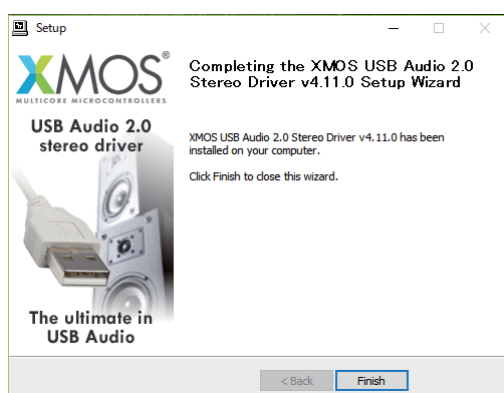 Setup
XMOS®
MULTICORE MICROCONTROLLERS
USB Audio 2.0
stereo driver
The ultimate in
USB Audio
Completing the XMOS USB Audio 2.0
Stereo Driver v4.11.0 Setup Wizard
XMOS USB Audio 2.0 Stereo Driver v4.11.0 has been
installed on your computer.
Click Finish to close this wizard.
< Back
Finish